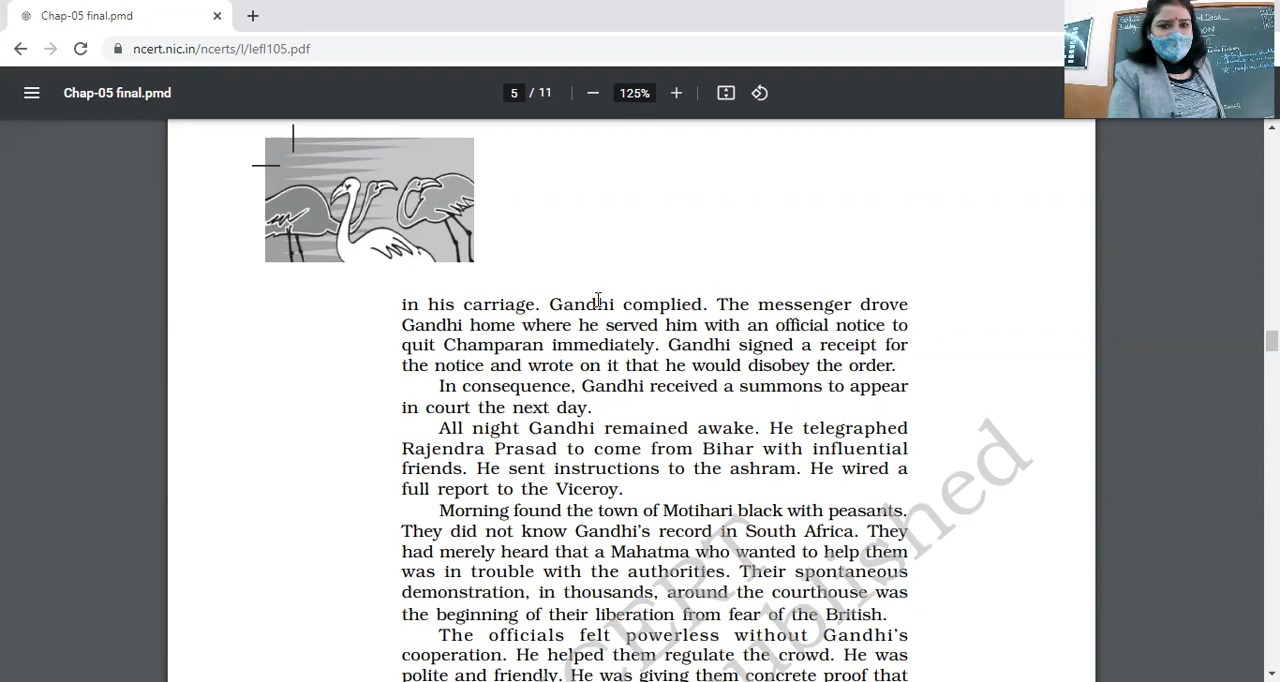 Chap-05 final.pmd
ncert.nic.in/ncerts/l/lefl105.pdf
Chap-05 final.pmd
5 / 11
125%
in his carriage. Gandhi complied. The messenger drove
Gandhi home where he served him with an official notice to
quit Champaran immediately. Gandhi signed a receipt for
the notice and wrote on it that he would disobey the order.
In consequence, Gandhi received a summons to appear
in court the next day.
All night Gandhi remained awake. He telegraphed
Rajendra Prasad to come from Bihar with influential
friends. He sent instructions to the ashram. He wired a
full report to the Viceroy.
Morning found the town of Motihari black with peasants.
They did not know Gandhi's record in South Africa. They
had merely heard that a Mahatma who wanted to help them
was in trouble with the authorities. Their spontaneous
demonstration, in thousands, around the courthouse was
the beginning of their liberation from fear of the British.
The officials felt powerless without Gandhi's
cooperation. He helped them regulate the crowd. He was
polite and friendly. He was giving them concrete proof that